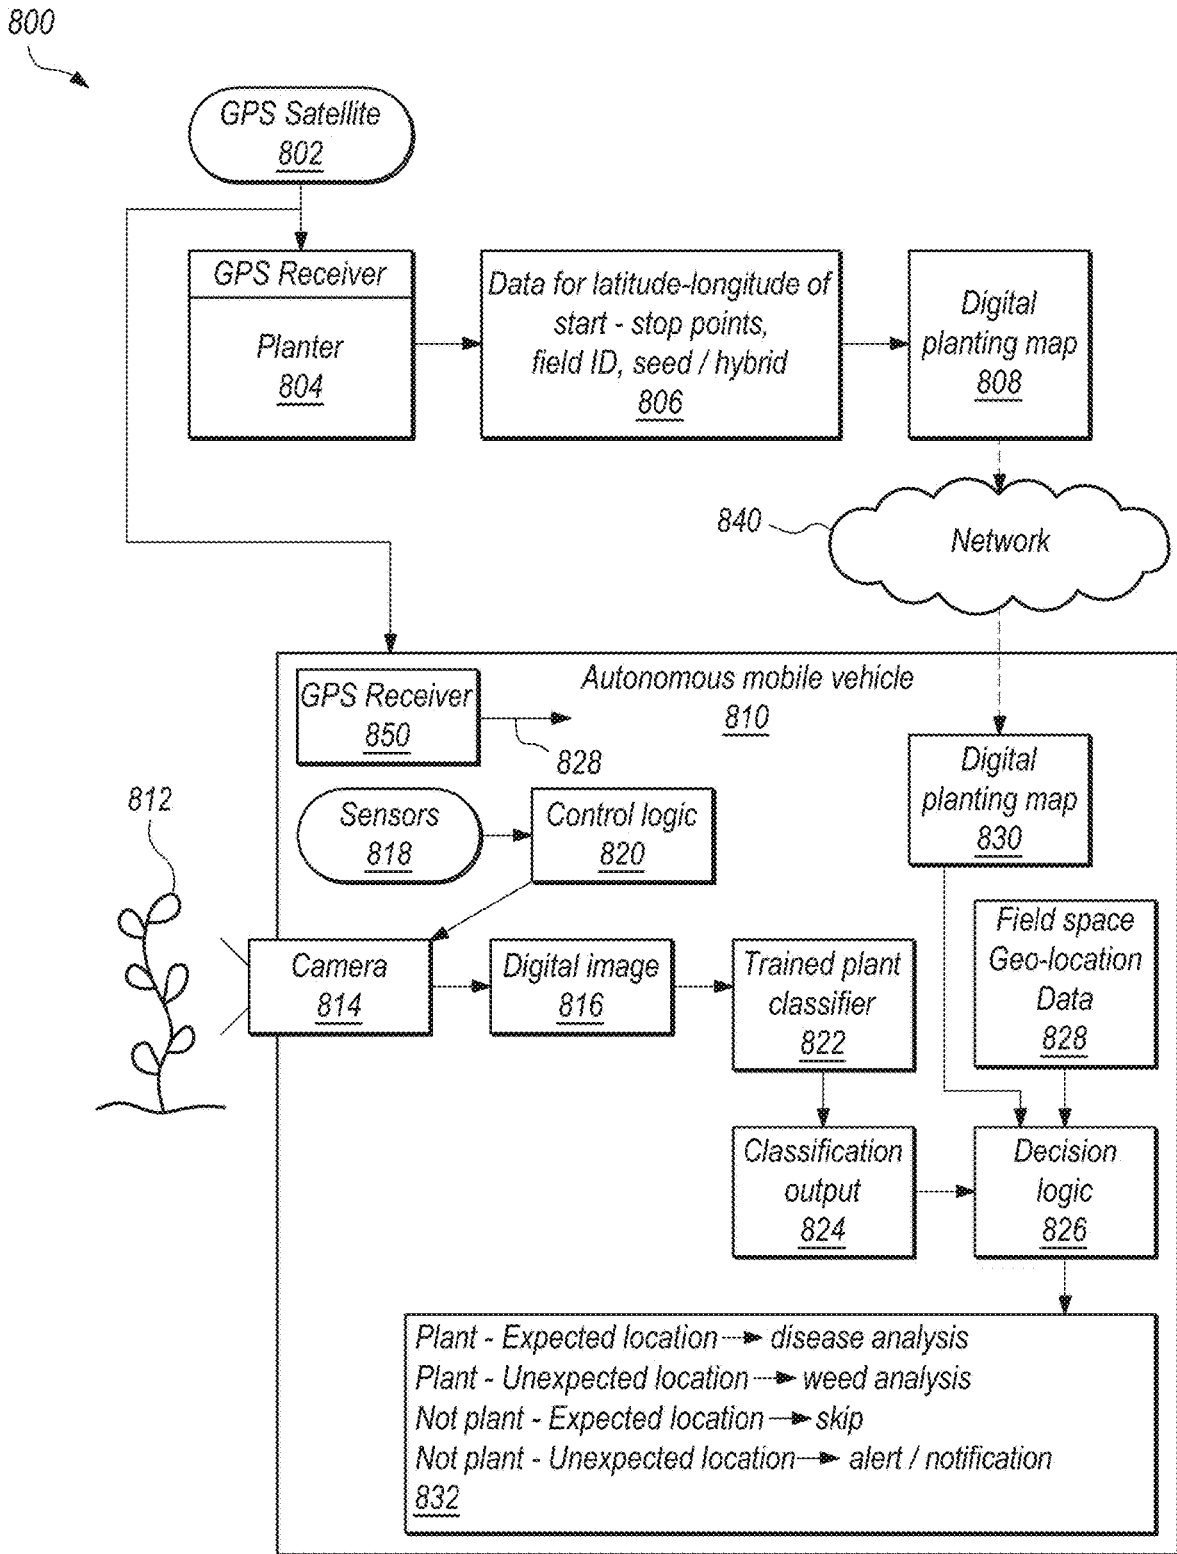 800
GPS Satellite
802
GPS Receiver
Planter
804
Data for latitude-longitude of
start - stop points,
field ID, seed / hybrid
806
Digital
planting map
808
840
Network
Autonomous mobile vehicle
810
GPS Receiver
850
828
Digital
planting map
830
812
Sensors
818
Control logic
820
Camera
814
Digital image
816
Trained plant
classifier
822
Field space
Geo-location
Data
828
Classification
output
824
Decision
logic
826
Plant - Expected location → disease analysis
Plant - Unexpected location → weed analysis
Not plant - Expected location → skip
Not plant - Unexpected location → alert / notification
832